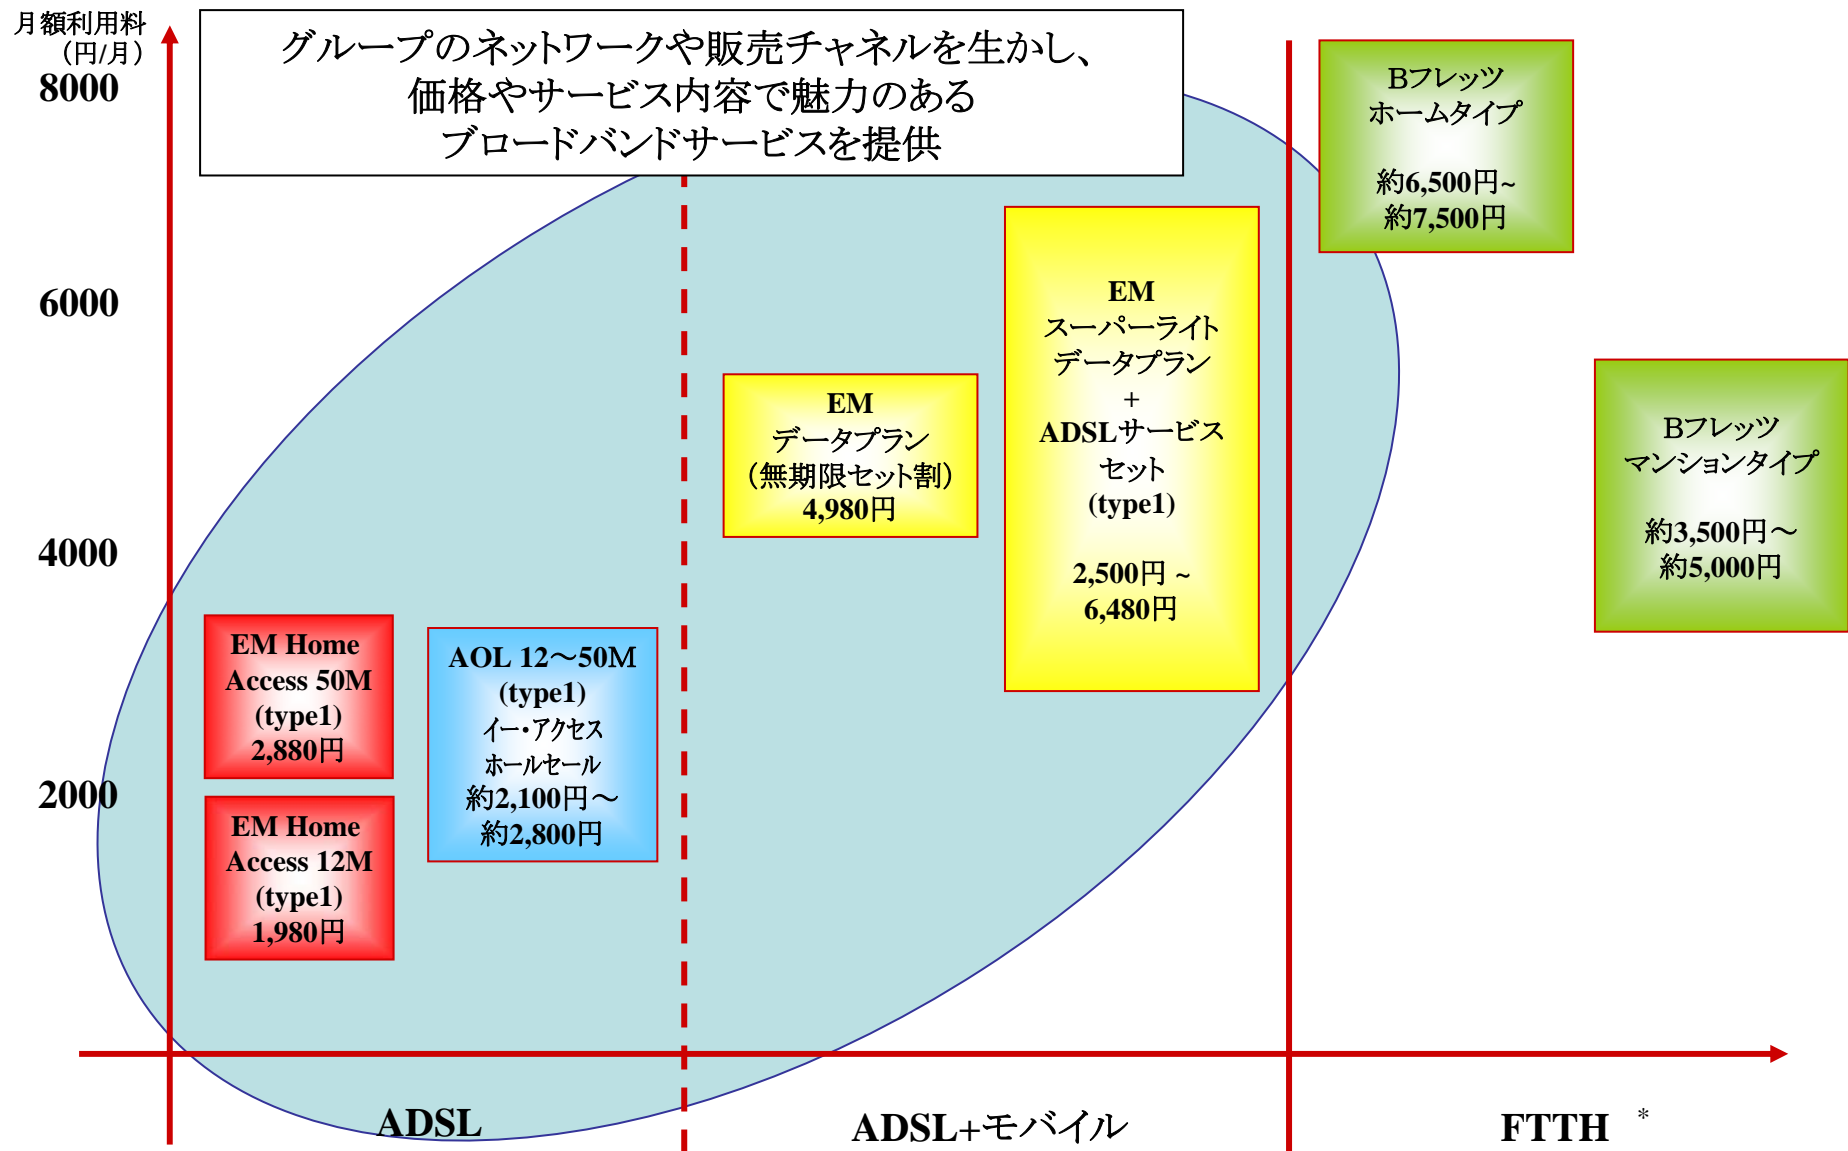 月額利用料
（円/月）
8000
6000
4000
2000
グループのネットワークや販売チャネルを生かし、
価格やサービス内容で魅力のある
ブロードバンドサービスを提供
EM Home
Access 50M
(type1)
2,880円
EM Home
Access 12M
(type1)
1,980円
AOL 12～50M
(type1)
イー・アクセス
ホールセール
約2,100円～
約2,800円
EM
データプラン
（無期限セット割）
4,980円
EM
スーパーライト
データプラン
+
ADSLサービス
セット
(type1)
2,500円 ~
6,480円
Bフレッツ
ホームタイプ
約6,500円~
約7,500円
Bフレッツ
マンションタイプ
約3,500円～
約5,000円
ADSL
ADSL+モバイル
FTTH *